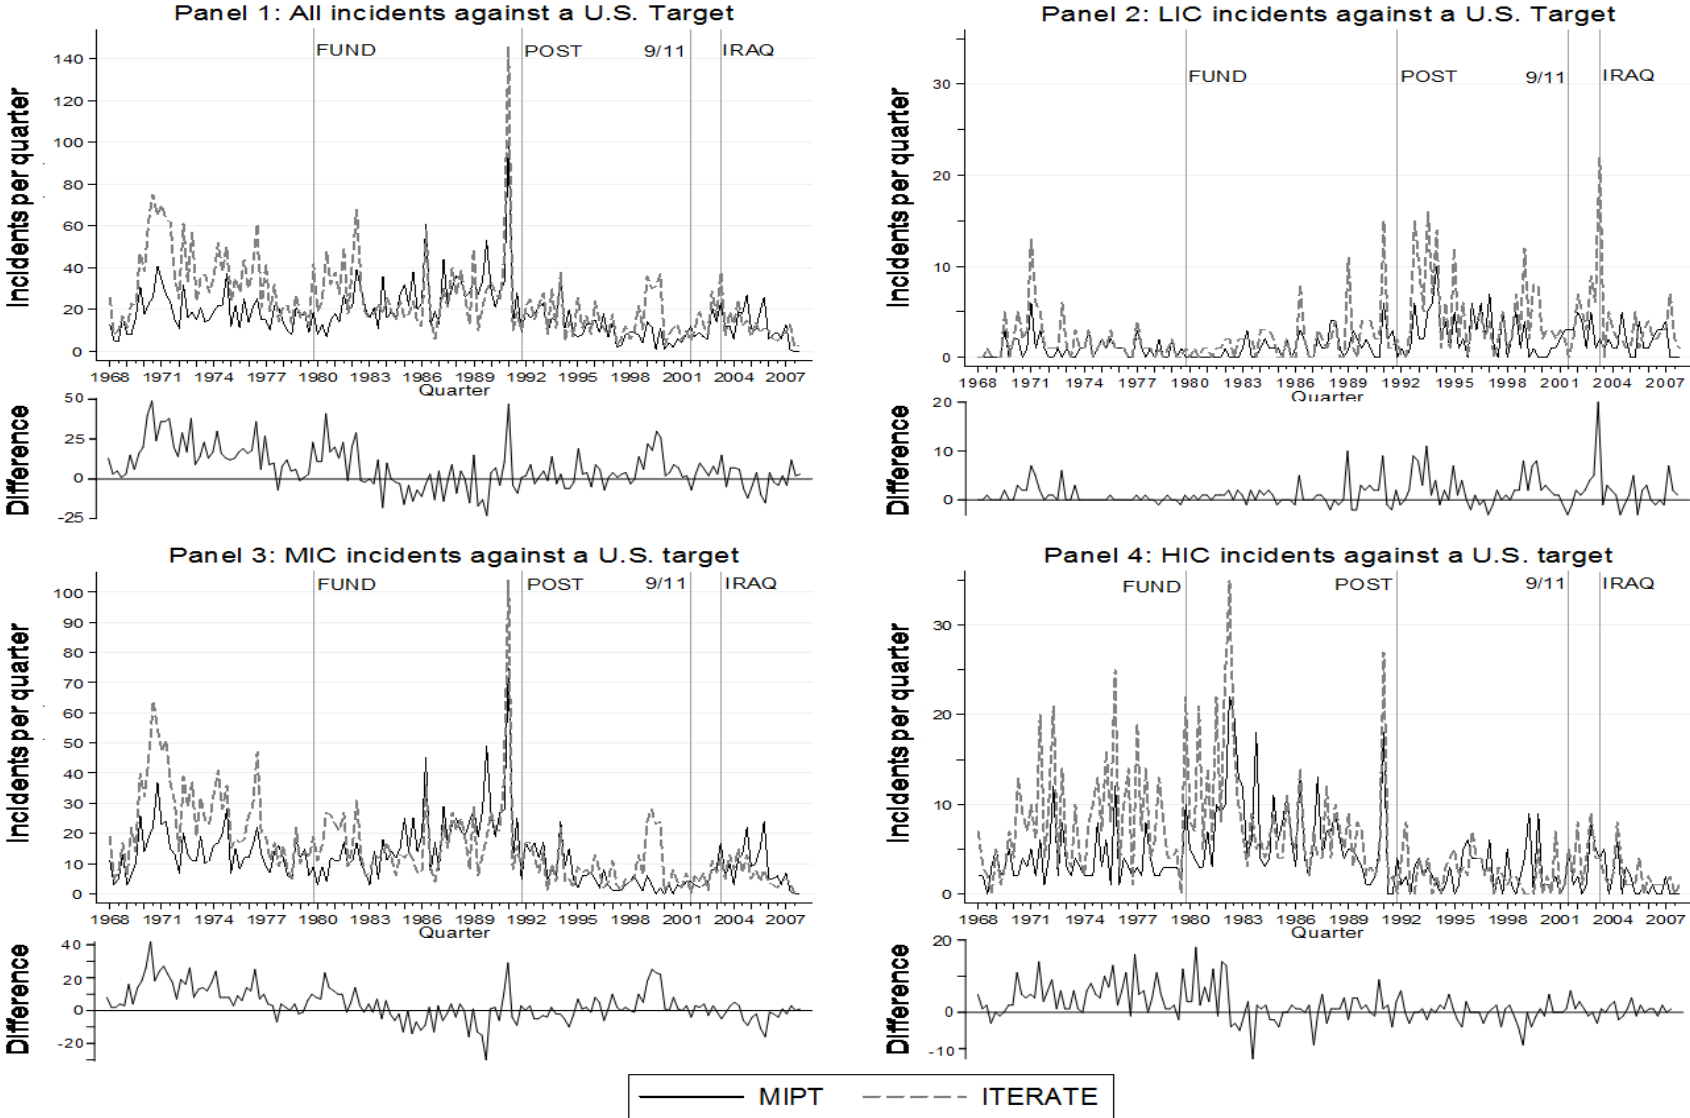 Panel 1: All incidents against a U.S. Target
Incidents per quarter
140
120
100
80
60
40
20
0
FUND
POST
9/11
IRAQ
1968 1971 1974 1977 1980 1983 1986 1989 1992 1995 1998 2001 2004 2007
Quarter
Difference
50
25
0
-25
Panel 2: LIC incidents against a U.S. Target
Incidents per quarter
30
20
10
0
FUND
POST
9/11
IRAQ
1968 1971 1974 1977 1980 1983 1986 1989 1992 1995 1998 2001 2004 2007
Quarter
Difference
20
10
0
Panel 3: MIC incidents against a U.S. target
Incidents per quarter
100
90
80
70
60
50
40
30
20
10
0
FUND
POST
9/11
IRAQ
1968 1971 1974 1977 1980 1983 1986 1989 1992 1995 1998 2001 2004 2007
Quarter
Difference
40
20
0
-20
Panel 4: HIC incidents against a U.S. target
Incidents per quarter
30
20
10
0
FUND
POST
9/11
IRAQ
1968 1971 1974 1977 1980 1983 1986 1989 1992 1995 1998 2001 2004 2007
Quarter
Difference
20
10
0
-10
MIPT
ITERATE